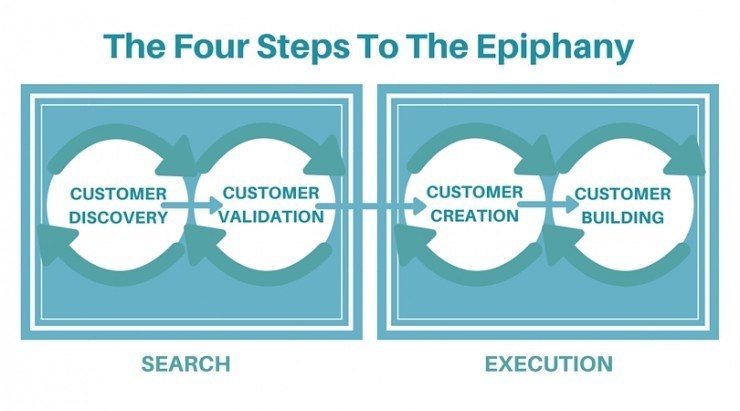 The Four Steps To The Epiphany
CUSTOMER
DISCOVERY
CUSTOMER
VALIDATION
CUSTOMER
CREATION
CUSTOMER
BUILDING
SEARCH
EXECUTION